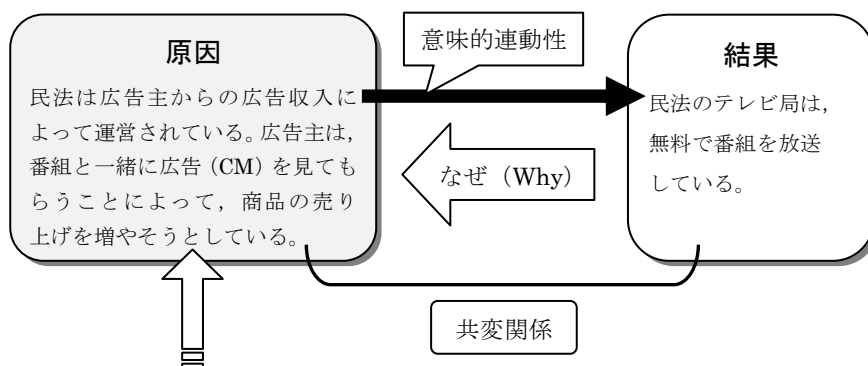 原因
民法は広告主からの広告収入に
よって運営されている。広告主は，
番組と一緒に広告（CM）を見ても
らうことによって，商品の売り
上げを増やそうとしている。
意味的連動性
なぜ（Why）
結果
民法のテレビ局は，
無料で番組を放送
している。
共変関係